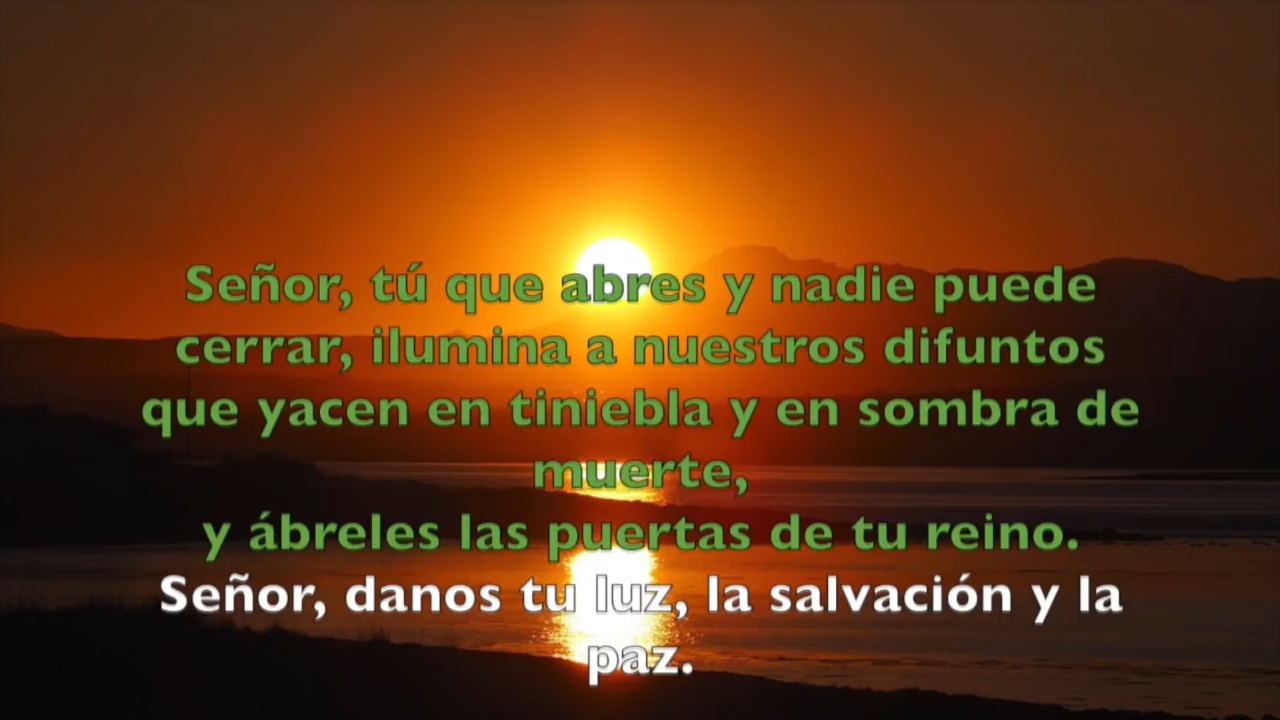 Señor, tú que abres y nadie puede
cerrar, ilumina a nuestros difuntos
que yacen en tiniebla y en sombra de
muerte,
y ábreles las puertas de tu reino.
Señor, danos tu luz, la salvación y la
paz.